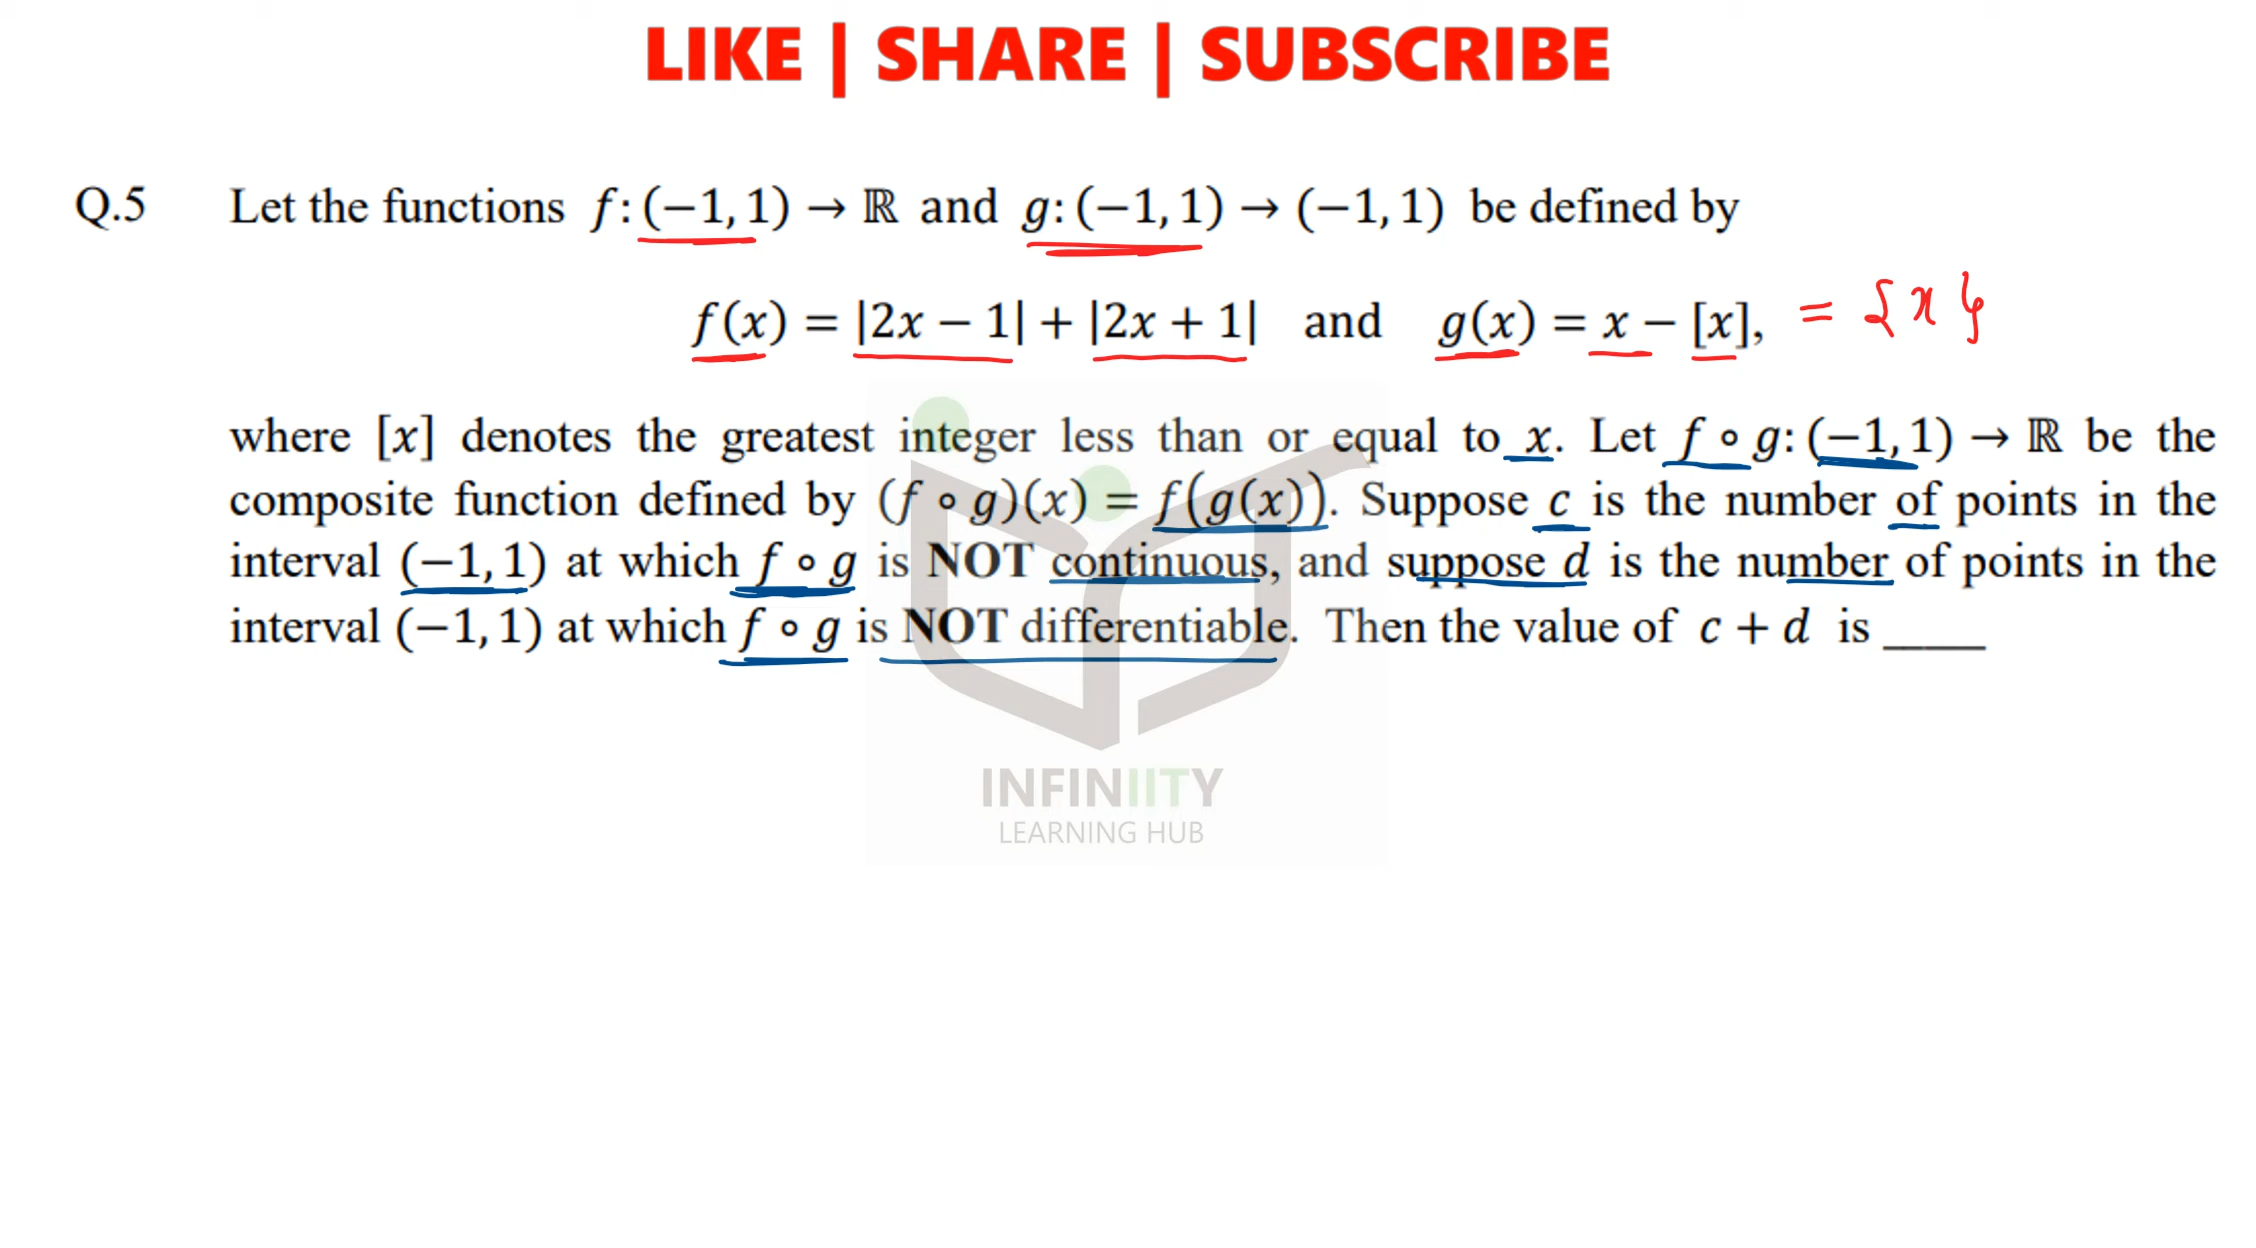 LIKE | SHARE | SUBSCRIBE
Q.5 Let the functions f: (−1, 1) → ℝ and g: (−1, 1) → (−1, 1) be defined by
f(x) = |2x − 1| + |2x + 1| and g(x) = x − [x], = {x}
where [x] denotes the greatest integer less than or equal to x. Let f ∘ g: (−1, 1) → ℝ be the
composite function defined by (f ∘ g)(x) = f(g(x)). Suppose c is the number of points in the
interval (−1, 1) at which f ∘ g is NOT continuous, and suppose d is the number of points in the
interval (−1, 1) at which f ∘ g is NOT differentiable. Then the value of c + d is ____
INFINIITY
LEARNING HUB